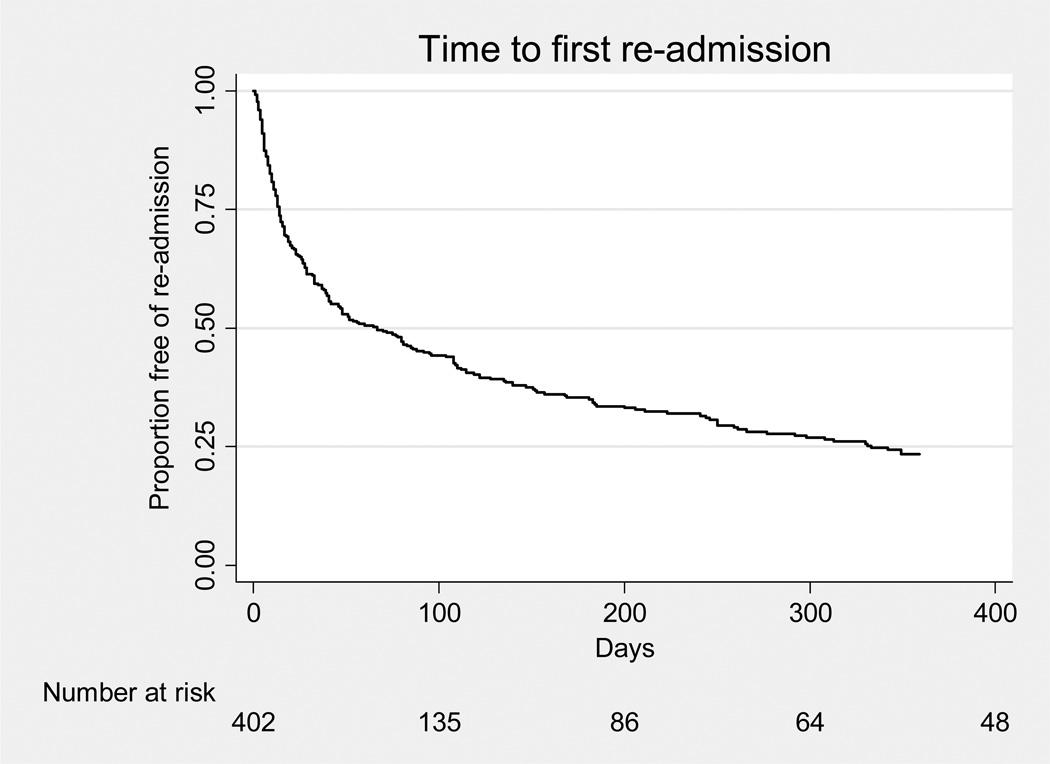 Time to first re-admission
Proportion free of re-admission
1.00
0.75
0.50
0.25
0.00
0 100 200 300 400
Days
Number at risk
402 135 86 64 48